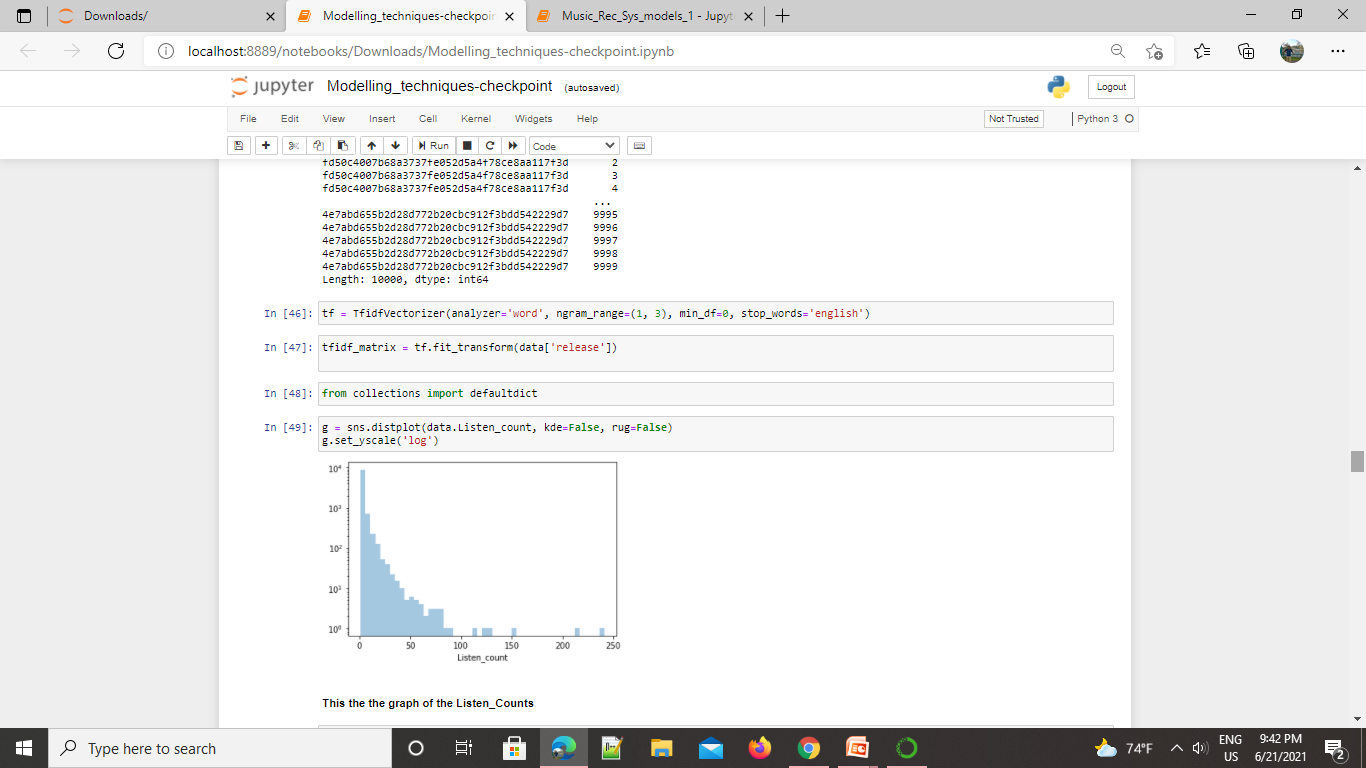 Downloads/
Modelling_techniques-checkpoin
Music_Rec_Sys_models_1 - Jupyt
localhost:8889/notebooks/Downloads/Modelling_techniques-checkpoint.ipynb
jupyter Modelling_techniques-checkpoint (autosaved)
Logout
File Edit View Insert Cell Kernel Widgets Help
Not Trusted Python 3
Run Code
fd50c4007b68a3737fe052d5a4f78ce8aa117f3d 2
fd50c4007b68a3737fe052d5a4f78ce8aa117f3d 3
fd50c4007b68a3737fe052d5a4f78ce8aa117f3d 4
...
4e7abd655b2d28d772b20cbc912f3bdd542229d7 9995
4e7abd655b2d28d772b20cbc912f3bdd542229d7 9996
4e7abd655b2d28d772b20cbc912f3bdd542229d7 9997
4e7abd655b2d28d772b20cbc912f3bdd542229d7 9998
4e7abd655b2d28d772b20cbc912f3bdd542229d7 9999
Length: 10000, dtype: int64
In [46]: tf = TfidfVectorizer(analyzer='word', ngram_range=(1, 3), min_df=0, stop_words='english')
In [47]: tfidf_matrix = tf.fit_transform(data['release'])
In [48]: from collections import defaultdict
In [49]: g = sns.distplot(data.Listen_count, kde=False, rug=False)
g.set_yscale('log')
10⁴
10³
10²
10¹
10⁰
0 50 100 150 200 250
Listen_count
This the the graph of the Listen_Counts
Type here to search
74°F
ENG
US
9:42 PM
6/21/2021
2